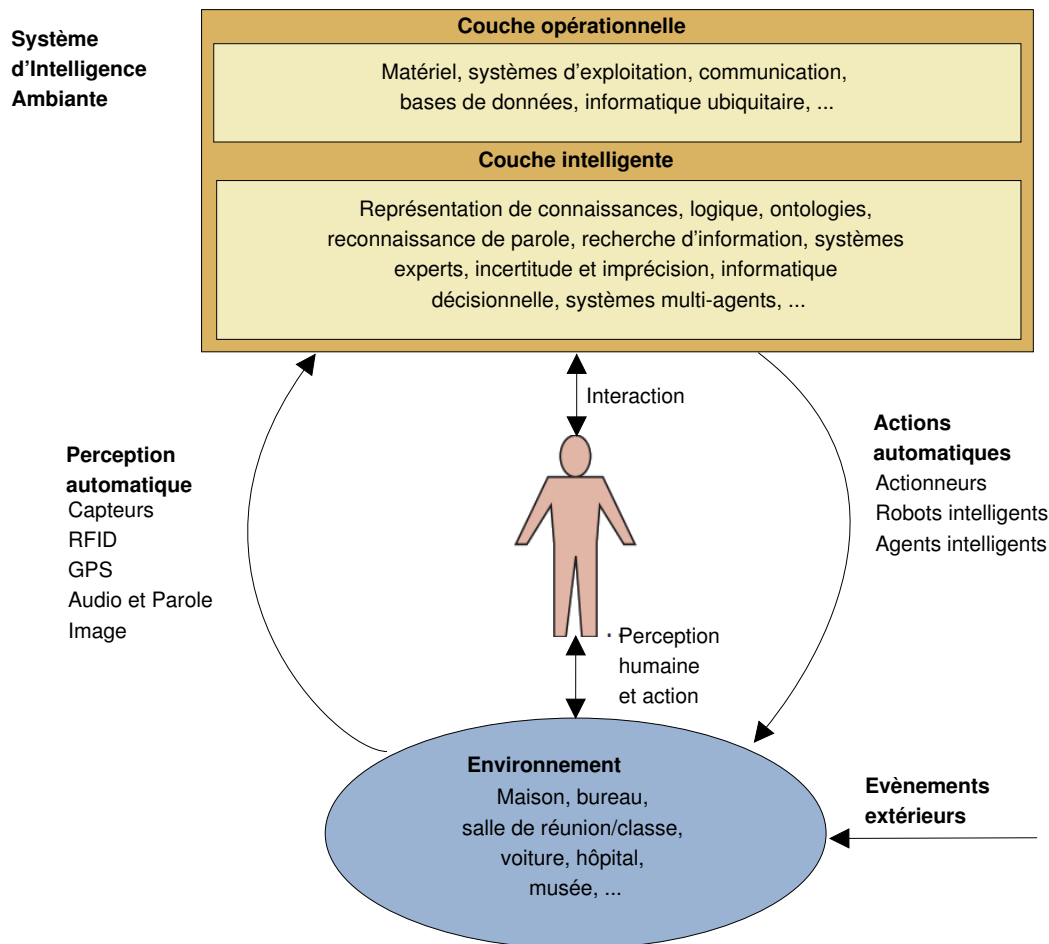 Système
d'Intelligence
Ambiante
Couche opérationnelle
Matériel, systèmes d'exploitation, communication,
bases de données, informatique ubiquitaire, ...
Couche intelligente
Représentation de connaissances, logique, ontologies,
reconnaissance de parole, recherche d'information, systèmes
experts, incertitude et imprécision, informatique
décisionnelle, systèmes multi-agents, ...
Interaction
Perception
automatique
Capteurs
RFID
GPS
Audio et Parole
Image
Actions
automatiques
Actionneurs
Robots intelligents
Agents intelligents
Perception
humaine
et action
Environnement
Maison, bureau,
salle de réunion/classe,
voiture, hôpital,
musée, ...
Evènements
extérieurs